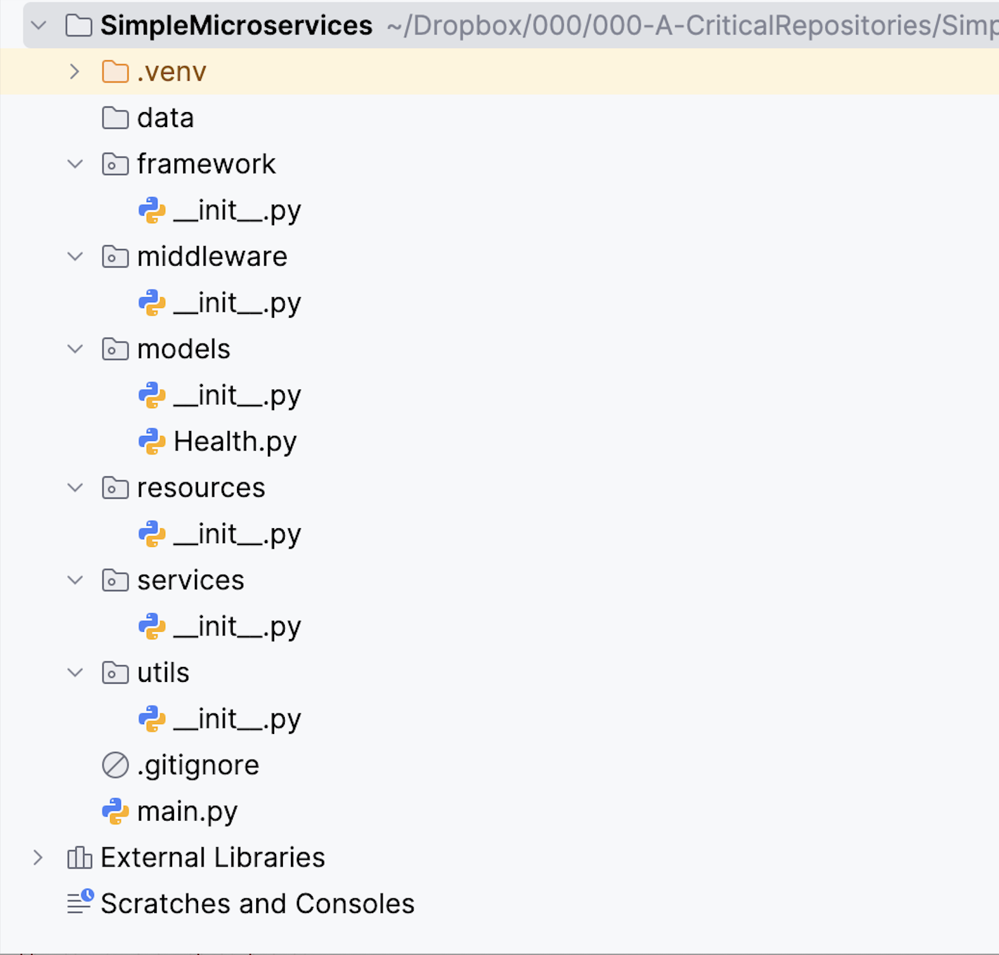 SimpleMicroservices ~/Dropbox/000/000-A-CriticalRepositories/Simp
.venv
data
framework
__init__.py
middleware
__init__.py
models
__init__.py
Health.py
resources
__init__.py
services
__init__.py
utils
__init__.py
.gitignore
main.py
External Libraries
Scratches and Consoles